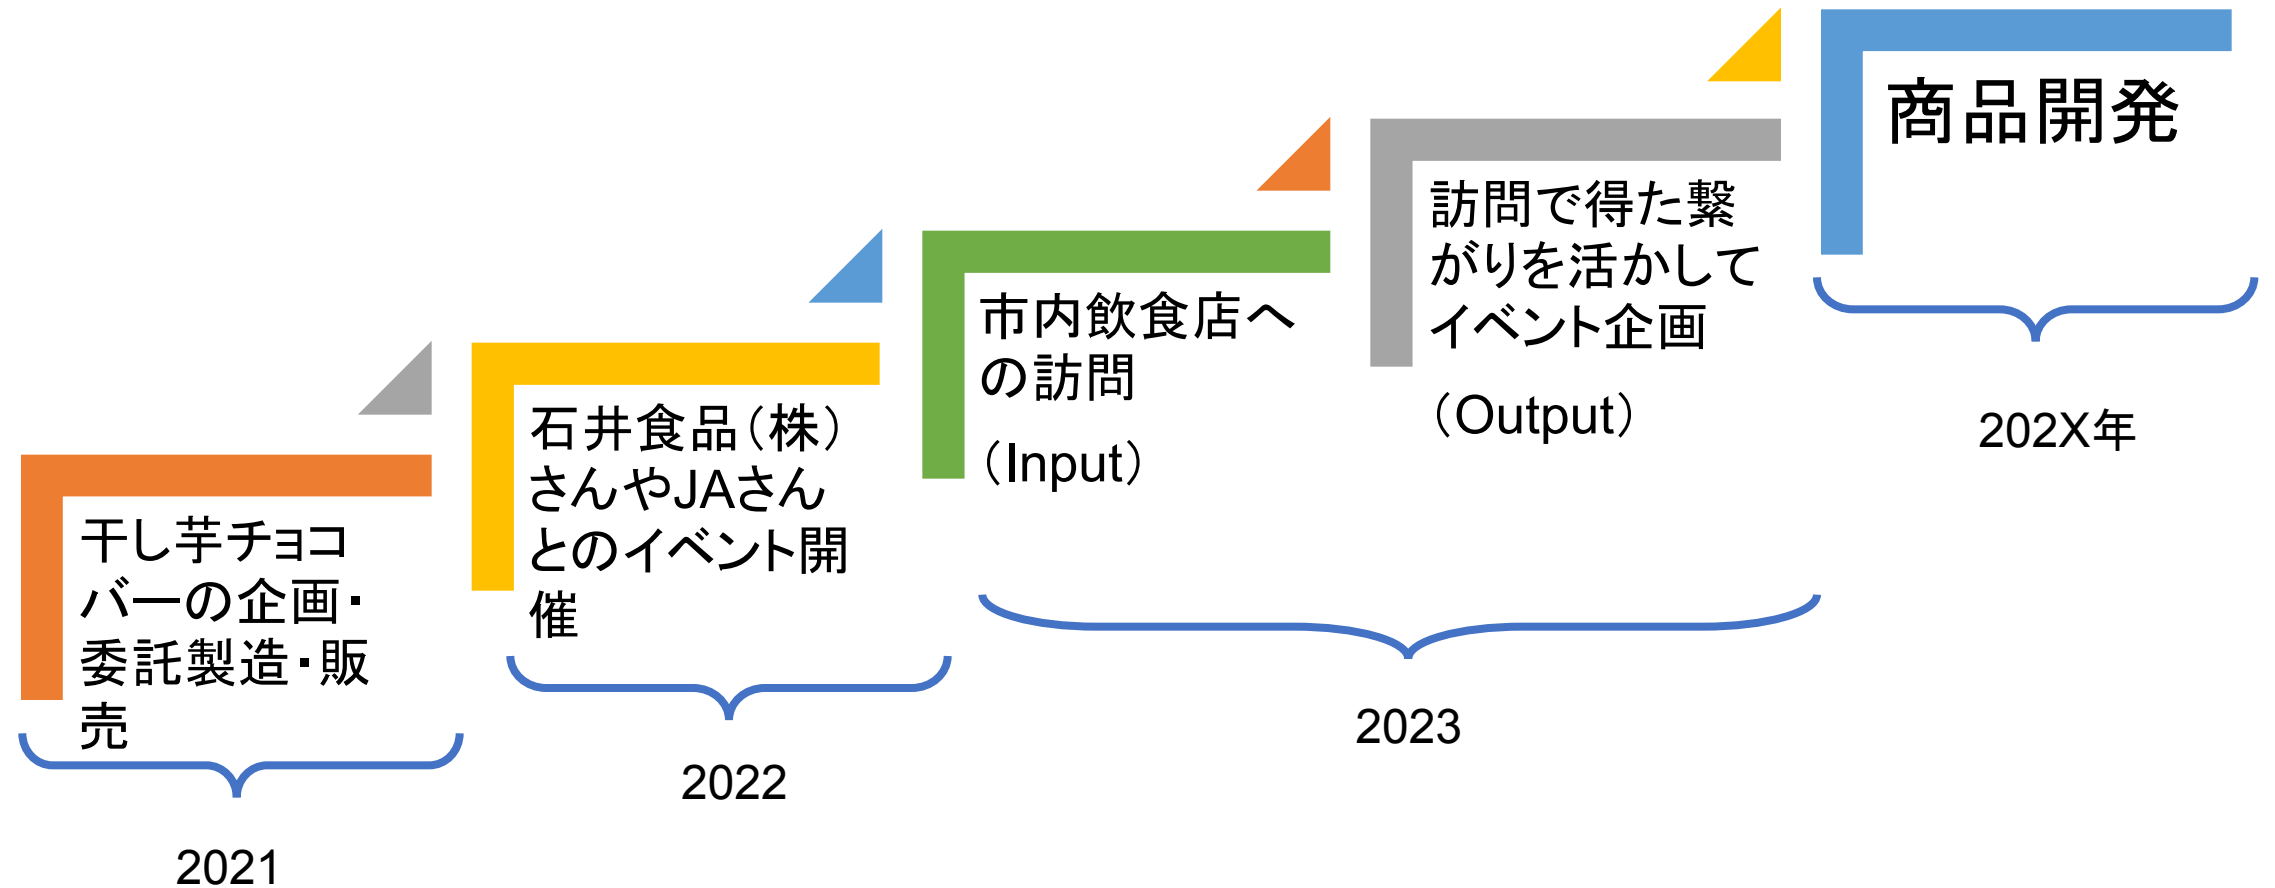 干し芋チョコ
バーの企画・
委託製造・販
売
2021
石井食品（株）
さんやJAさん
とのイベント開
催
2022
市内飲食店へ
の訪問
（Input）
訪問で得た繋
がりを活かして
イベント企画
（Output）
2023
商品開発
202X年